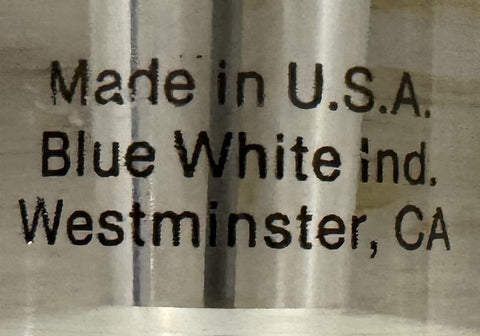 Made in U.S.A.
Blue White Ind.
Westminster, CA